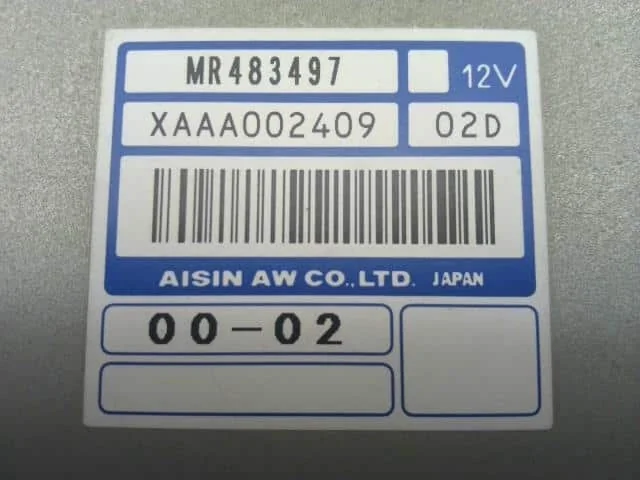 MR483497 12V
XAAA002409 02D
AISIN AW CO.,LTD. JAPAN
00-02